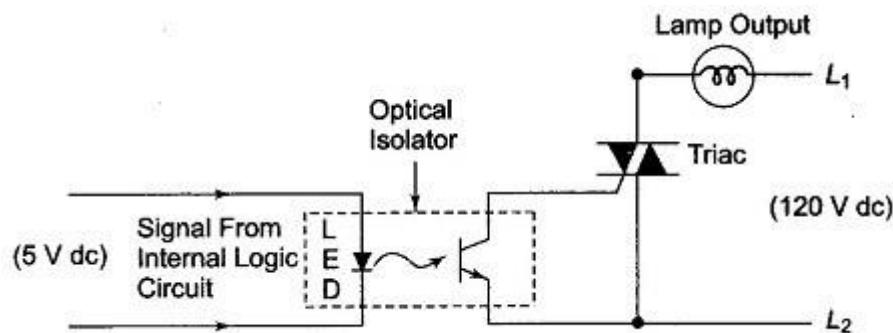 Lamp Output
L1
Optical
Isolator
Triac
(120 V dc)
(5 V dc)
Signal From
Internal Logic
Circuit
L
E
D
L2